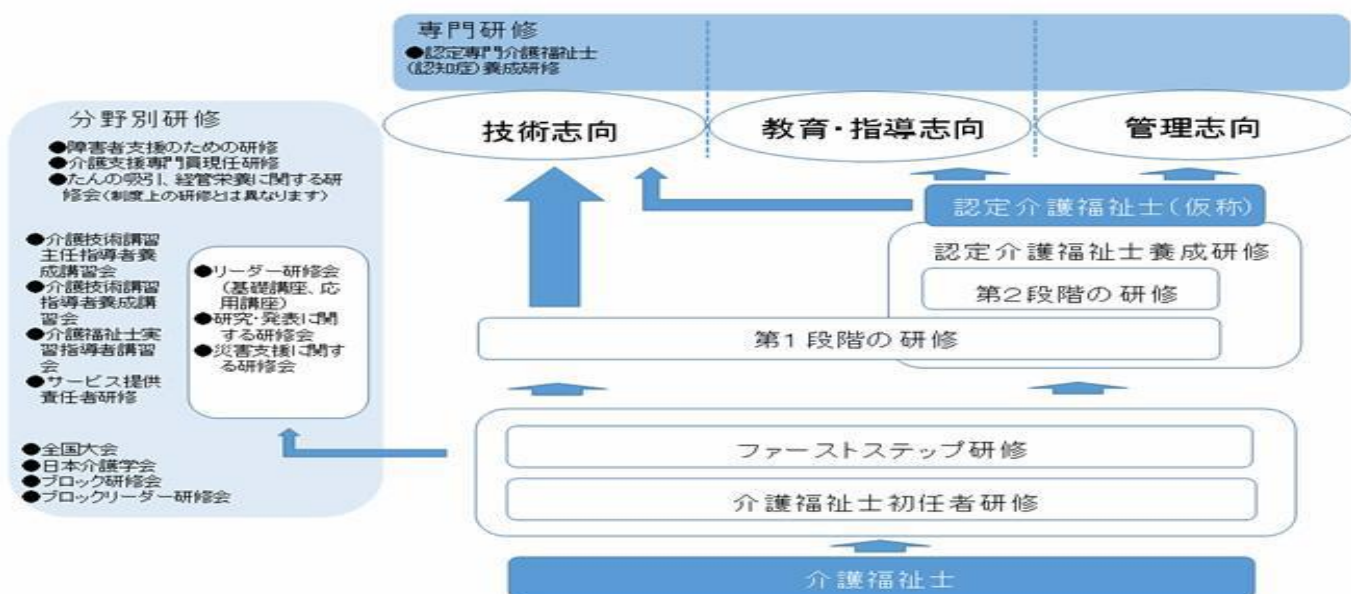 専門研修
●認定専門介護福祉士
(認知症)養成研修
技術志向
教育・指導志向
管理志向
分野別研修
●障害者支援のための研修
●介護支援専門員現任研修
●たんの吸引、経管栄養に関する研
修会(制度上の研修とは異なります)
●介護技術講習
主任指導者養
成講習会
●介護技術講習
指導者養成講
習会
●介護福祉士実
習指導者講習
会
●サービス提供
責任者研修
●リーダー研修会
(基礎講座、応
用講座)
●研究・発表に関
する研修会
●災害支援に関す
る研修会
●全国大会
●日本介護学会
●ブロック研修会
●ブロックリーダー研修会
認定介護福祉士(仮称)
認定介護福祉士養成研修
第2段階の研修
第1段階の研修
ファーストステップ研修
介護福祉士初任者研修
介護福祉士